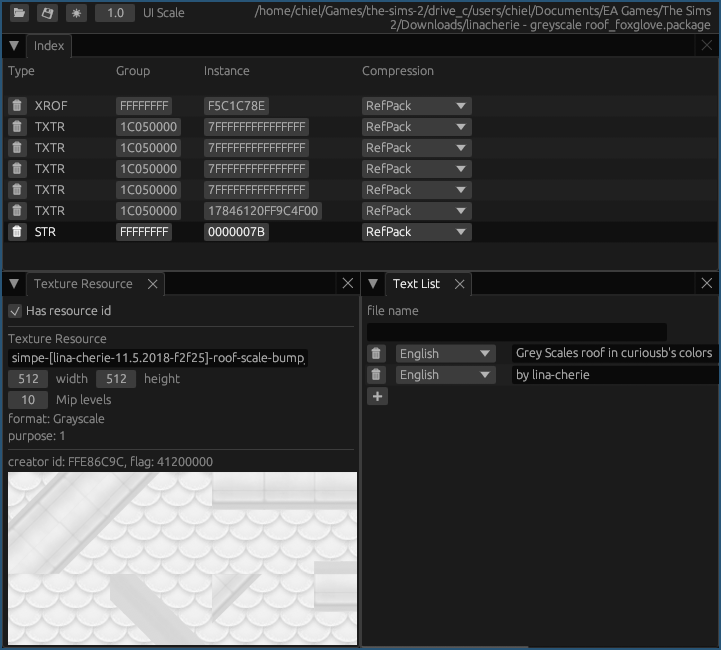 1.0 UI Scale /home/chiel/Games/the-sims-2/drive_c/users/chiel/Documents/EA Games/The Sims
2/Downloads/linacherie - greyscale roof_foxglove.package
Index
Type Group Instance Compression
XROF FFFFFFFF F5C1C78E RefPack
TXTR 1C050000 7FFFFFFFFFFFFFFF RefPack
TXTR 1C050000 7FFFFFFFFFFFFFFF RefPack
TXTR 1C050000 7FFFFFFFFFFFFFFF RefPack
TXTR 1C050000 7FFFFFFFFFFFFFFF RefPack
TXTR 1C050000 17846120FF9C4F00 RefPack
STR FFFFFFFF 0000007B RefPack
Texture Resource
Has resource id
Texture Resource
simpe-[lina-cherie-11.5.2018-f2f25]-roof-scale-bump_
512 width 512 height
10 Mip levels
format: Grayscale
purpose: 1
creator id: FFE86C9C, flag: 41200000
Text List
file name
English Grey Scales roof in curiousb's colors
English by lina-cherie